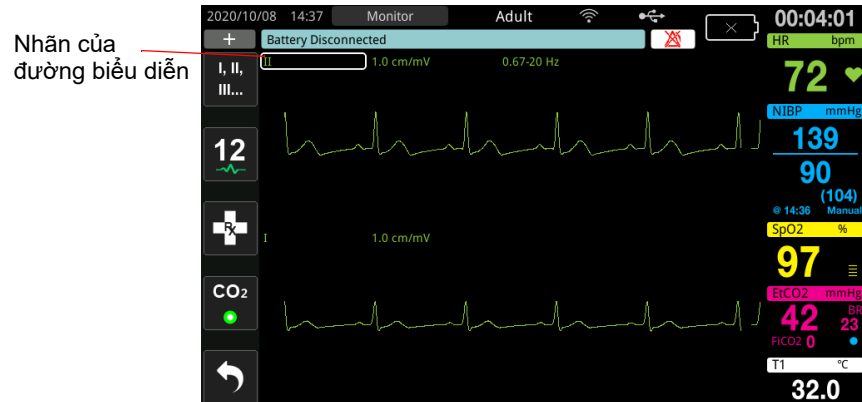 2020/10/08 14:37 Monitor Adult 00:04:01
+ Battery Disconnected HR bpm
Nhãn của
đường biểu diễn
I, II,
III...
II 1.0 cm/mV 0.67-20 Hz
72
NIBP mmHg
12
139
90
(104)
@ 14:36 Manual
Rx
I 1.0 cm/mV
SpO2 %
97
CO2
EtCO2 mmHg
42 BR
23
FiCO2 0
T1 °C
32.0